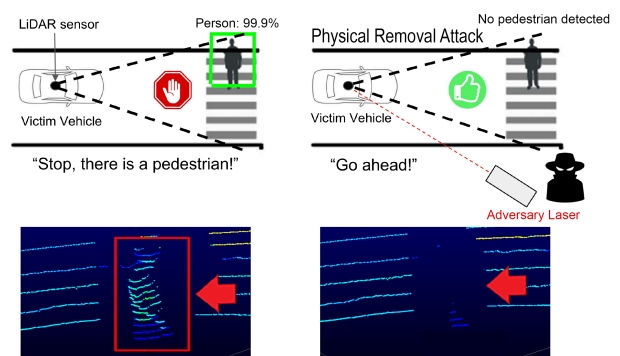 LiDAR sensor
Person: 99.9%
Victim Vehicle
“Stop, there is a pedestrian!”
Physical Removal Attack
No pedestrian detected
Victim Vehicle
“Go ahead!”
Adversary Laser